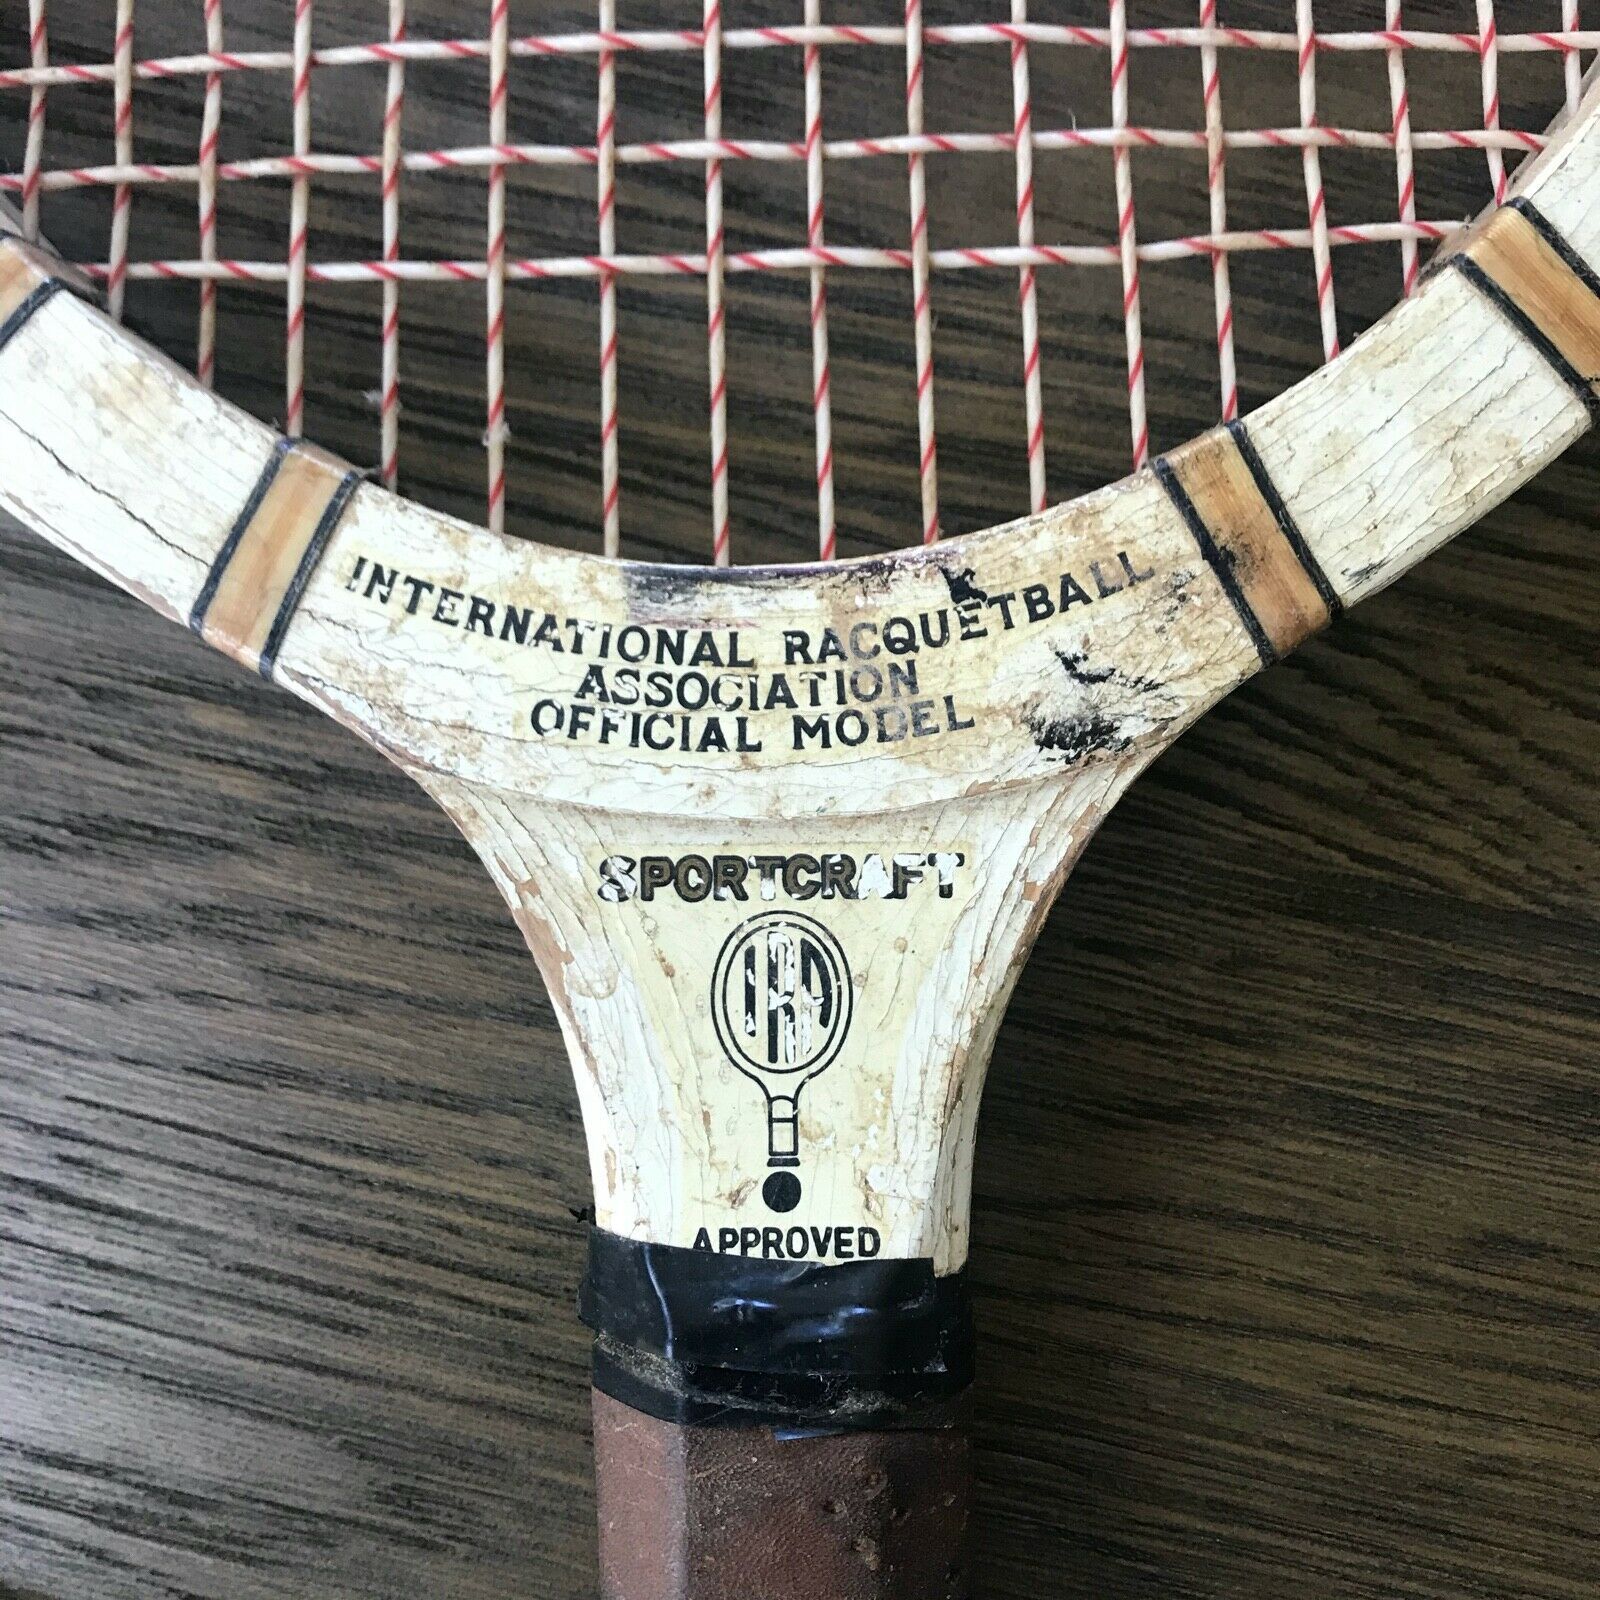 INTERNATIONAL RACQUETBALL
ASSOCIATION
OFFICIAL MODEL
SPORTCRAFT
IRA
APPROVED